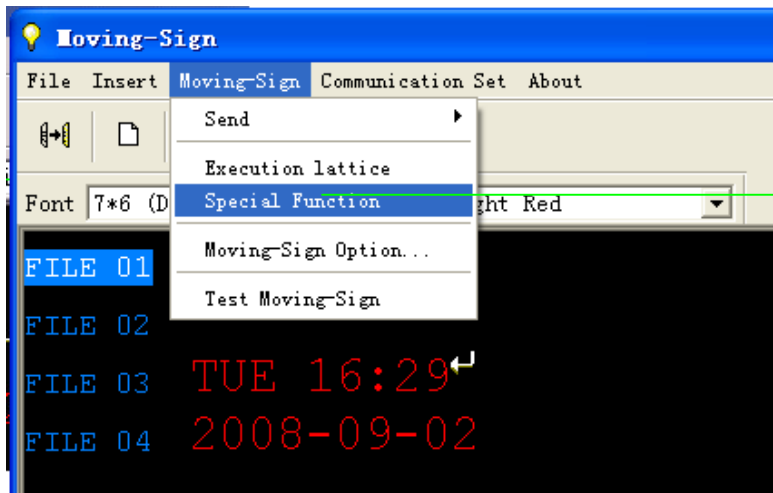 Moving-Sign
File Insert Moving-Sign Communication Set About
Send
Execution lattice
Font 7*6 (D Special Function ght Red
Moving-Sign Option...
FILE 01
Test Moving-Sign
FILE 02
TUE 16:29
FILE 03
2008-09-02
FILE 04